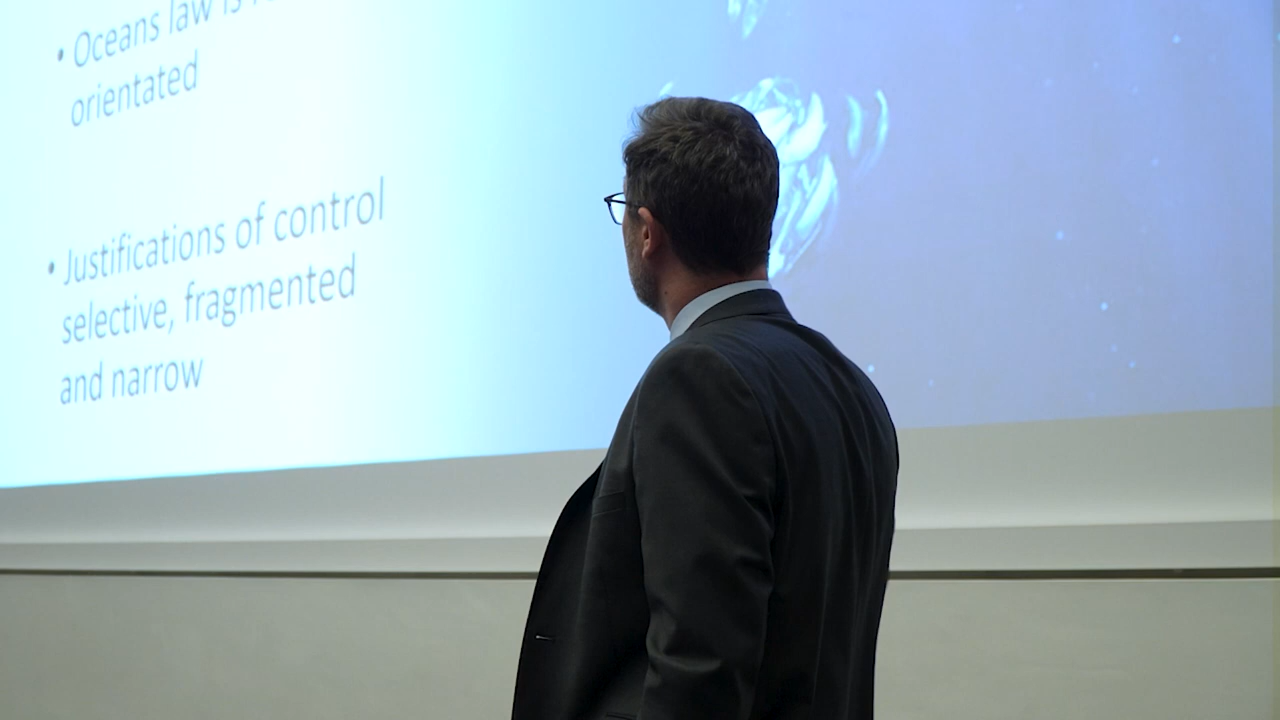 • Oceans law is
orientated
• Justifications of control
selective, fragmented
and narrow